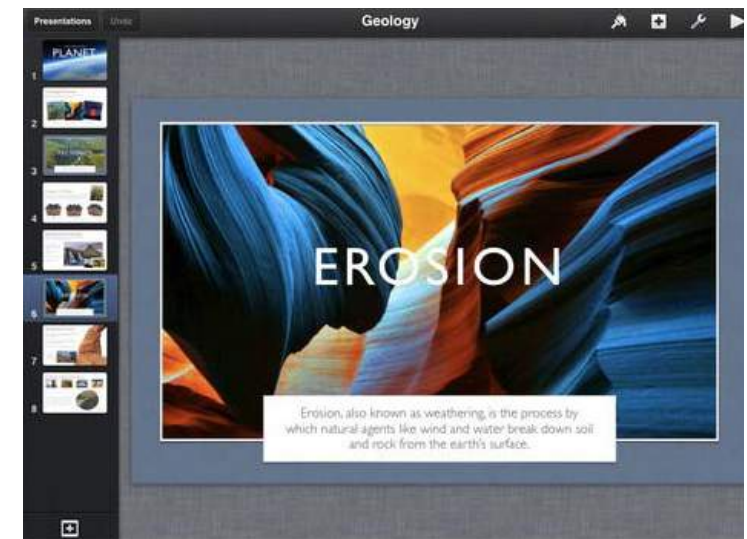 Presentations Undo Geology
PLANET
1
2
3
4
5
6
7
8
EROSION
Erosion, also known as weathering, is the process by
which natural agents like wind and water break down soil
and rock from the earth's surface.